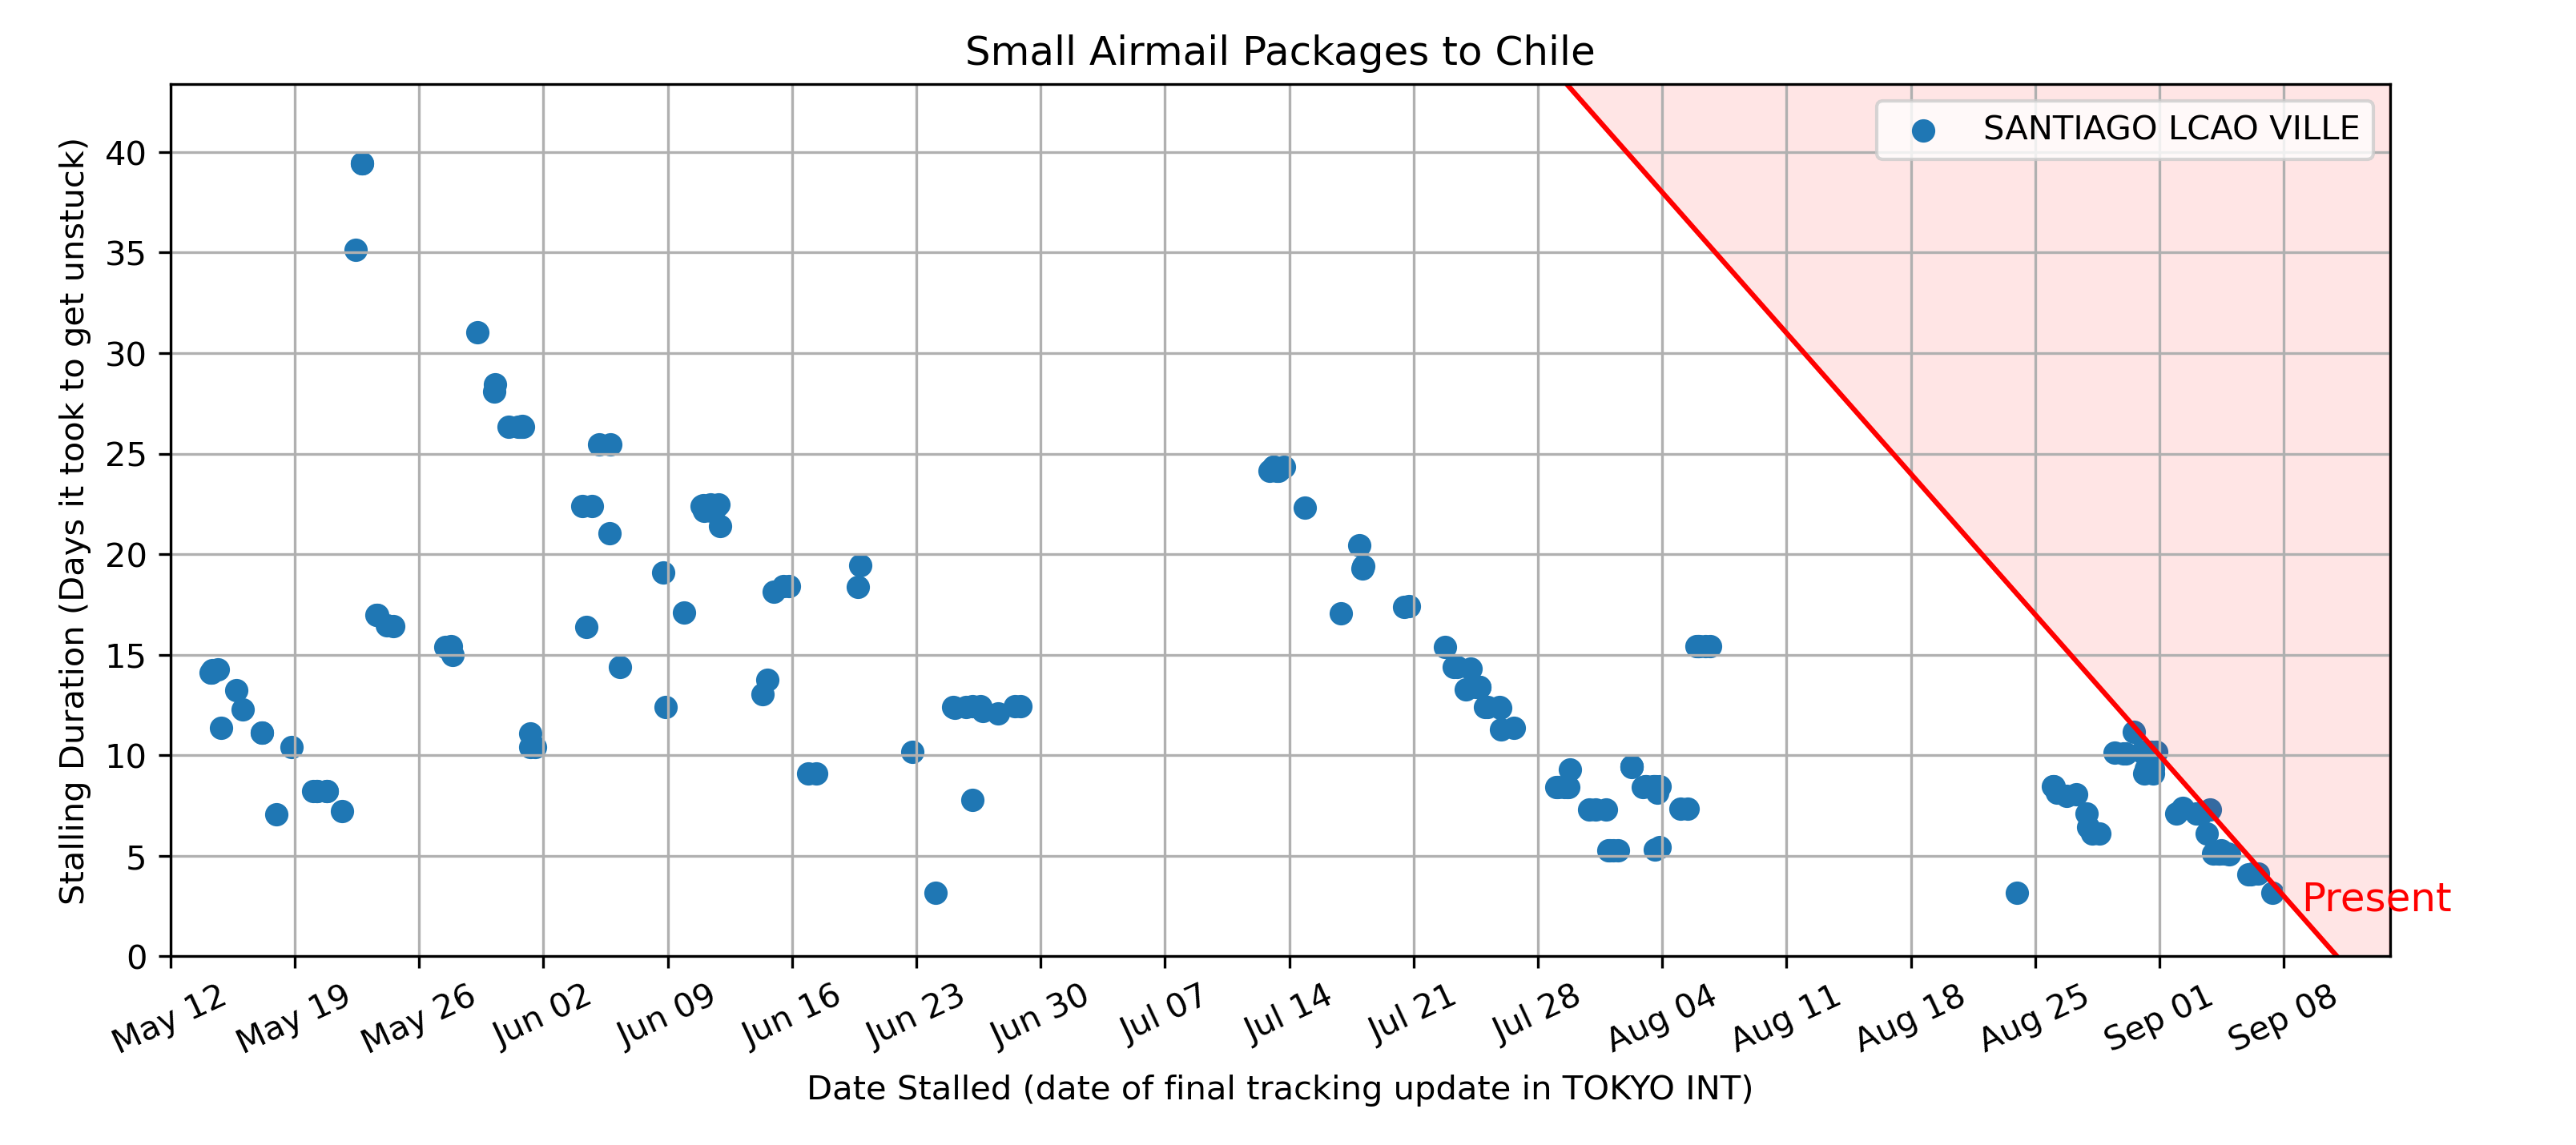 Small Airmail Packages to Chile
SANTIAGO LCAO VILLE
Stalling Duration (Days it took to get unstuck)
40
35
30
25
20
15
10
5
0
Present
May 12
May 19
May 26
Jun 02
Jun 09
Jun 16
Jun 23
Jun 30
Jul 07
Jul 14
Jul 21
Jul 28
Aug 04
Aug 11
Aug 18
Aug 25
Sep 01
Sep 08
Date Stalled (date of final tracking update in TOKYO INT)